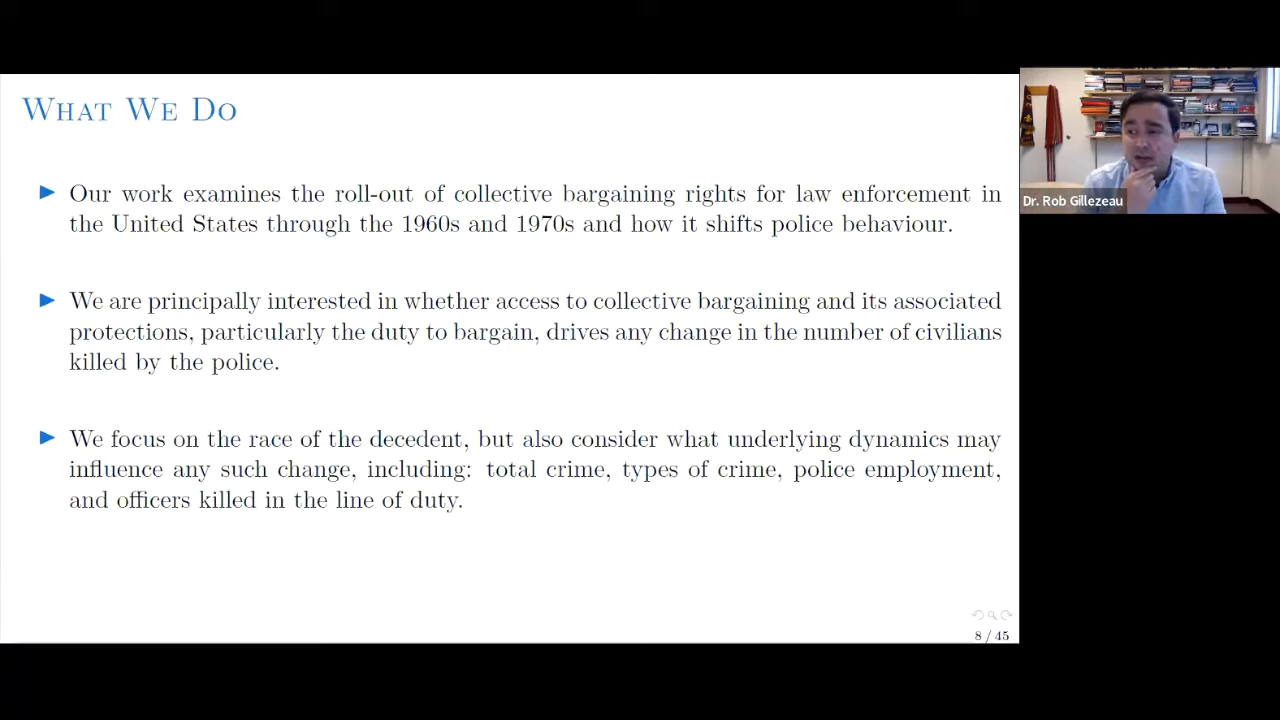 WHAT WE DO
Our work examines the roll-out of collective bargaining rights for law enforcement in
the United States through the 1960s and 1970s and how it shifts police behaviour.
We are principally interested in whether access to collective bargaining and its associated
protections, particularly the duty to bargain, drives any change in the number of civilians
killed by the police.
We focus on the race of the decedent, but also consider what underlying dynamics may
influence any such change, including: total crime, types of crime, police employment,
and officers killed in the line of duty.
8 / 45
Dr. Rob Gillezeau